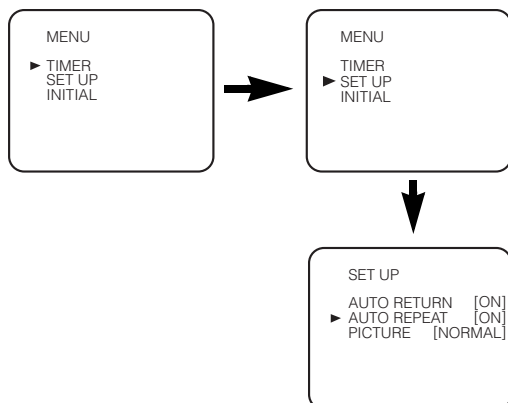 MENU
► TIMER
SET UP
INITIAL
MENU
TIMER
► SET UP
INITIAL
SET UP
AUTO RETURN [ON]
► AUTO REPEAT [ON]
PICTURE [NORMAL]